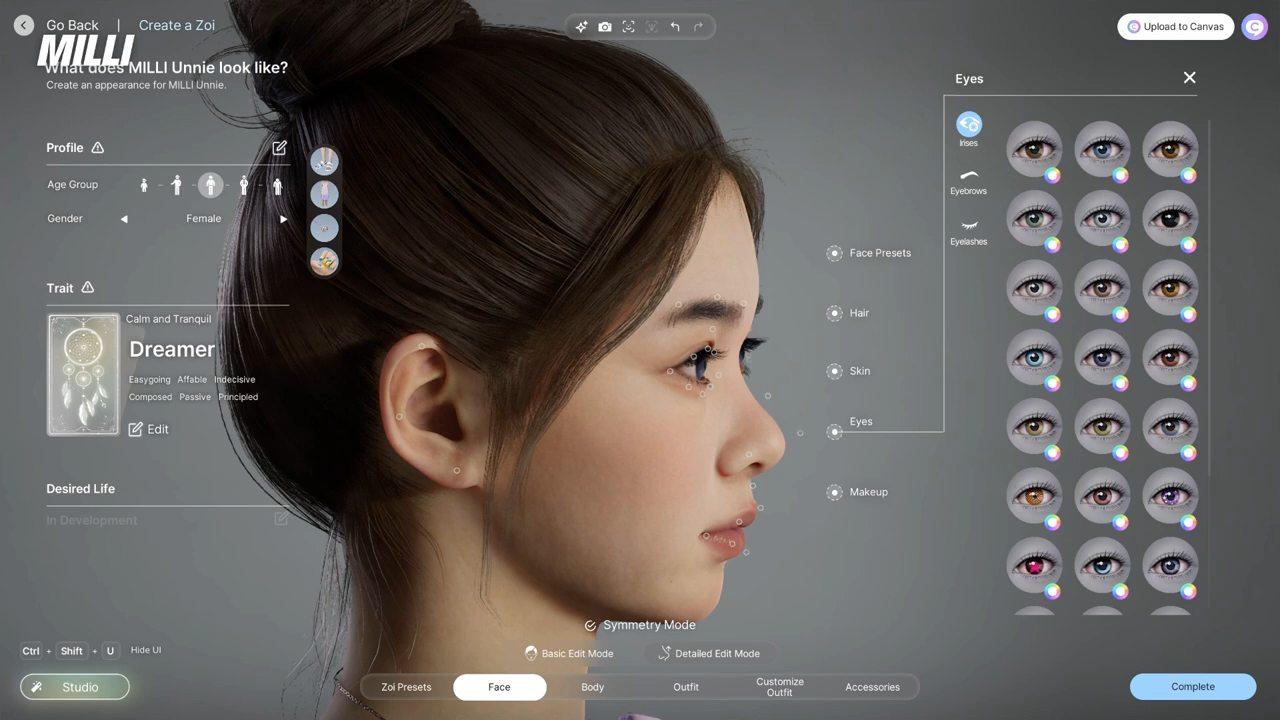 Go Back | Create a Zoi
MILLI
What does MILLI Unnie look like?
Create an appearance for MILLI Unnie.
Profile
Age Group
Gender
Female
Trait
Calm and Tranquil
Dreamer
Easygoing Affable Indecisive
Composed Passive Principled
Edit
Desired Life
In Development
Ctrl + Shift + U Hide UI
Studio
Upload to Canvas
Face Presets
Hair
Skin
Eyes
Makeup
Eyes
Irises
Eyebrows
Eyelashes
Symmetry Mode
Basic Edit Mode
Detailed Edit Mode
Zoi Presets
Face
Body
Outfit
Customize
Outfit
Accessories
Complete